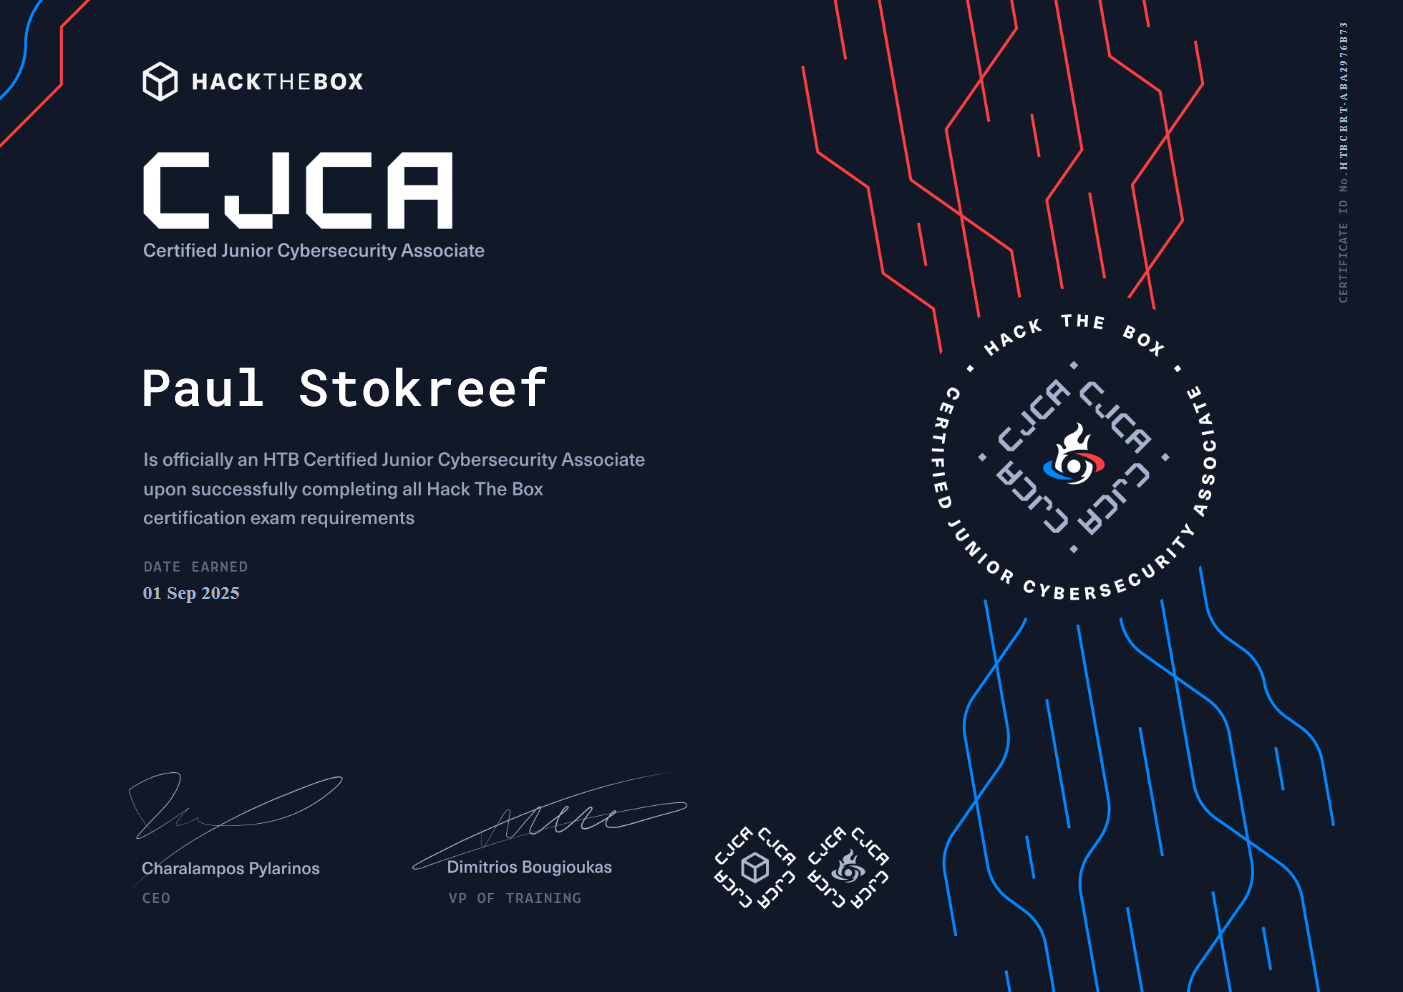 HACKTHEBOX
CJCA
Certified Junior Cybersecurity Associate
Paul Stokreef
Is officially an HTB Certified Junior Cybersecurity Associate
upon successfully completing all Hack The Box
certification exam requirements
DATE EARNED
01 Sep 2025
Charalampos Pylarinos
CEO
Dimitrios Bougioukas
VP OF TRAINING
CJCA CJCA CJCA CJCA
CJCA CJCA CJCA CJCA
HACK THE BOX
CERTIFIED JUNIOR CYBERSECURITY ASSOCIATE
CJCA CJCA CJCA CJCA
CERTIFICATE ID No.HTBCERT-ABA2976B73